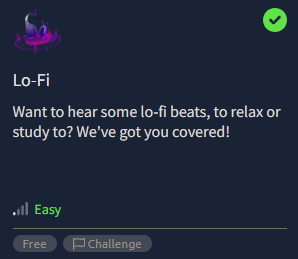 Lo-Fi
Want to hear some lo-fi beats, to relax or
study to? We've got you covered!
Easy
Free
Challenge